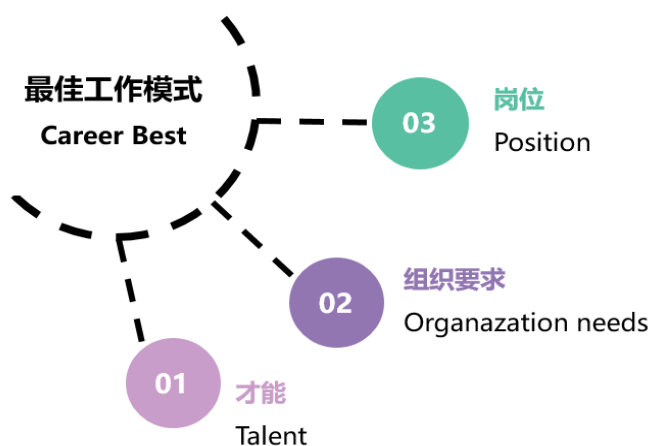 最佳工作模式
Career Best
03
岗位
Position
02
组织要求
Organazation needs
01
才能
Talent